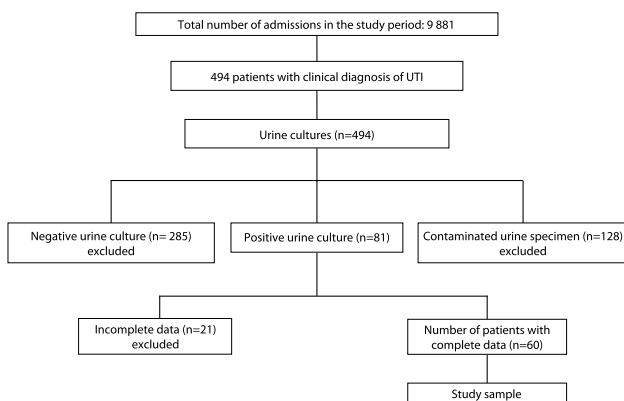 Total number of admissions in the study period: 9 881
494 patients with clinical diagnosis of UTI
Urine cultures (n=494)
Negative urine culture (n= 285)
excluded
Positive urine culture (n=81)
Contaminated urine specimen (n=128)
excluded
Incomplete data (n=21)
excluded
Number of patients with
complete data (n=60)
Study sample